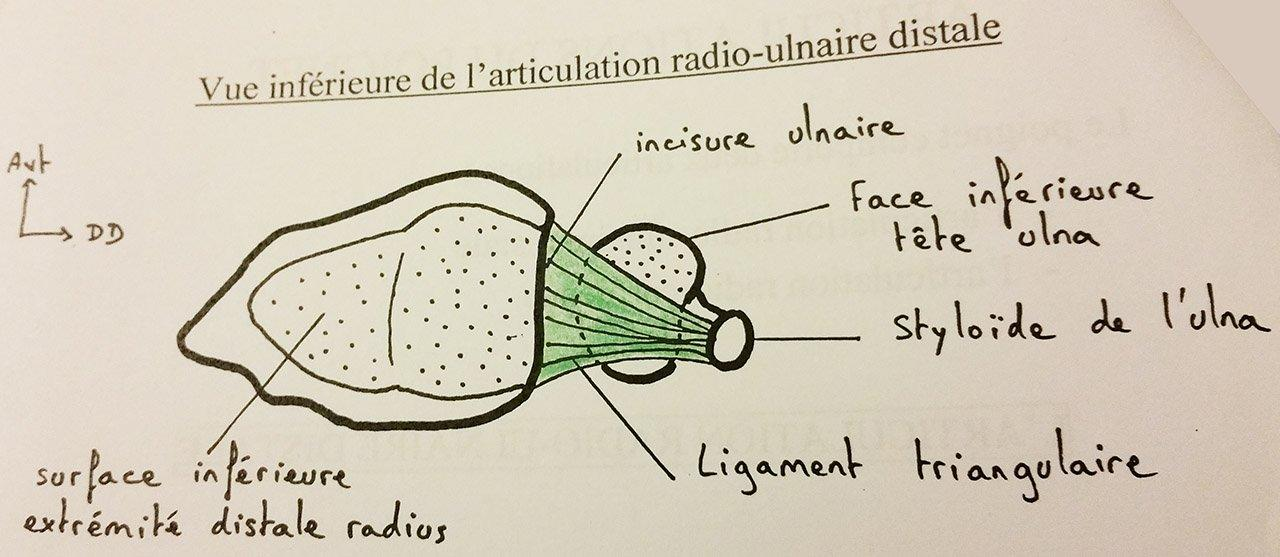 Vue inférieure de l'articulation radio-ulnaire distale
incisure ulnaire
Avt
DD
Face inférieure
tête ulna
Styloïde de l'ulna
Ligament triangulaire
surface inférieure
extrémité distale radius